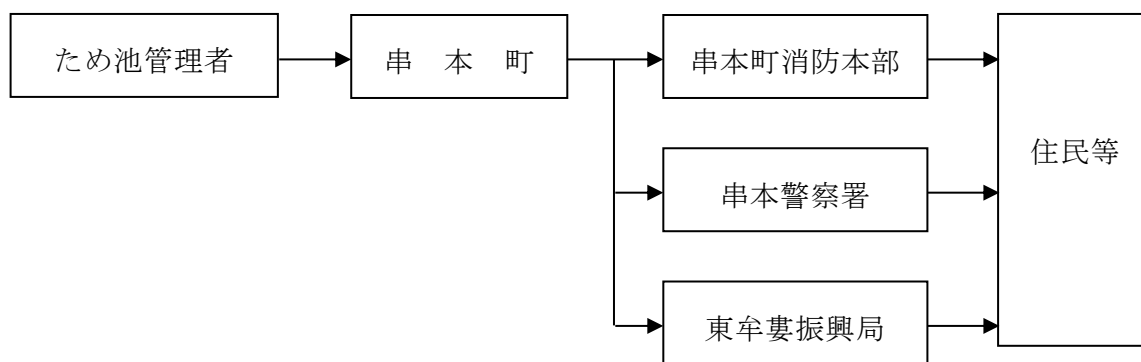 ため池管理者
串　本　町
串本町消防本部
串本警察署
東牟婁振興局
住民等